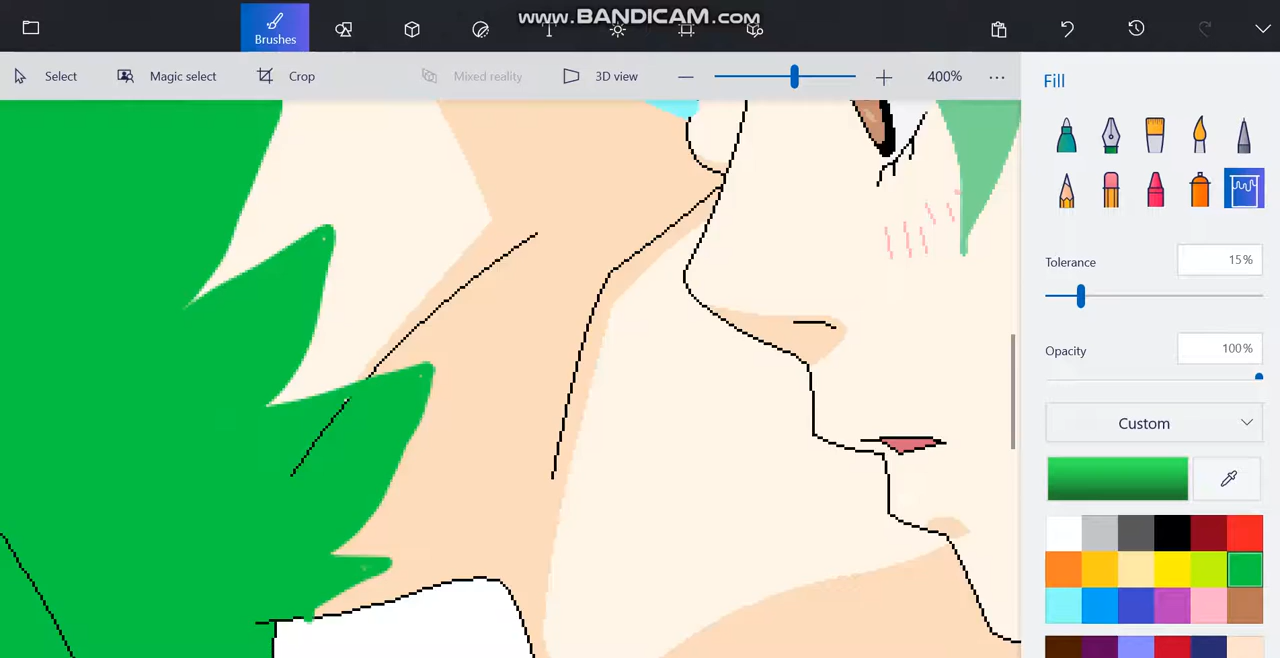 www.BANDICAM.com
Brushes
Select
Magic select
Crop
Mixed reality
3D view
400%
Fill
Tolerance
15%
Opacity
100%
Custom